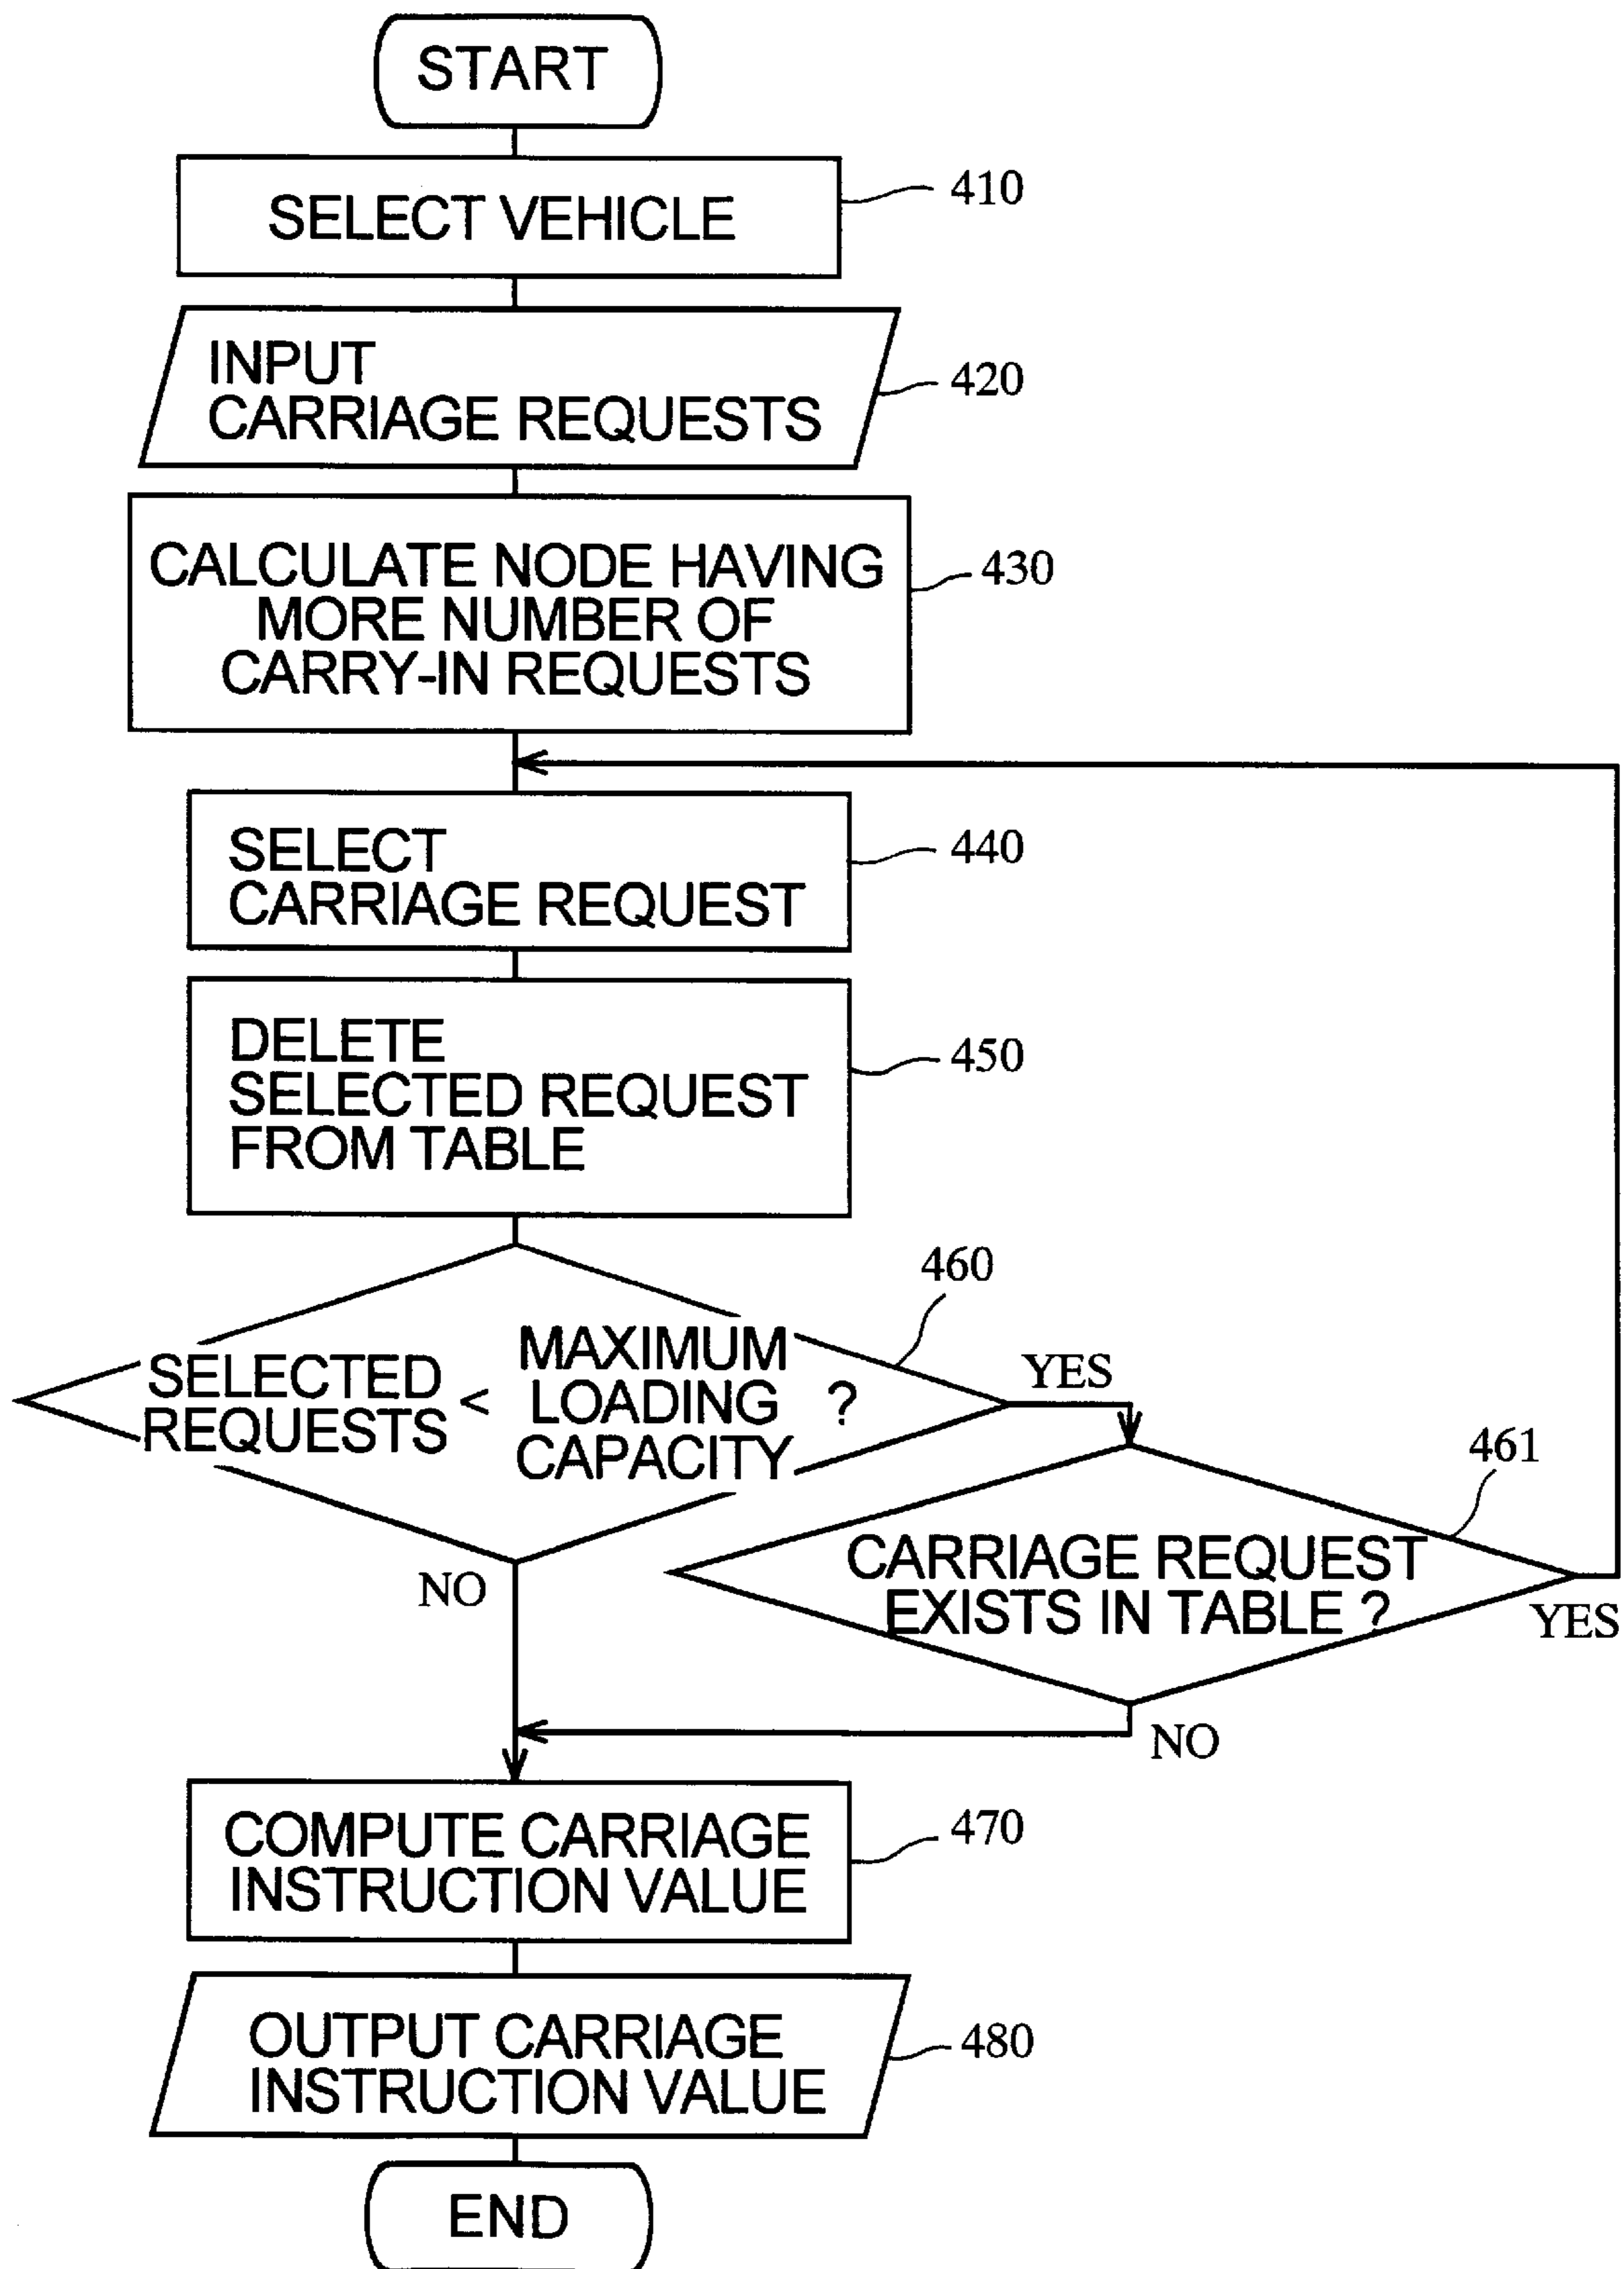 START
SELECT VEHICLE
410
INPUT
CARRIAGE REQUESTS
420
CALCULATE NODE HAVING
MORE NUMBER OF
CARRY-IN REQUESTS
430
SELECT
CARRIAGE REQUEST
440
DELETE
SELECTED REQUEST
FROM TABLE
450
460
SELECTED
REQUESTS
<
MAXIMUM
LOADING
CAPACITY
?
YES
NO
461
CARRIAGE REQUEST
EXISTS IN TABLE ?
YES
NO
COMPUTE CARRIAGE
INSTRUCTION VALUE
470
OUTPUT CARRIAGE
INSTRUCTION VALUE
480
END